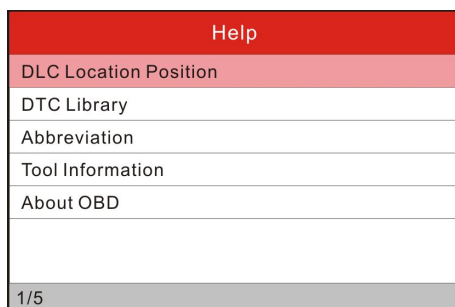 Help
DLC Location Position
DTC Library
Abbreviation
Tool Information
About OBD
1/5